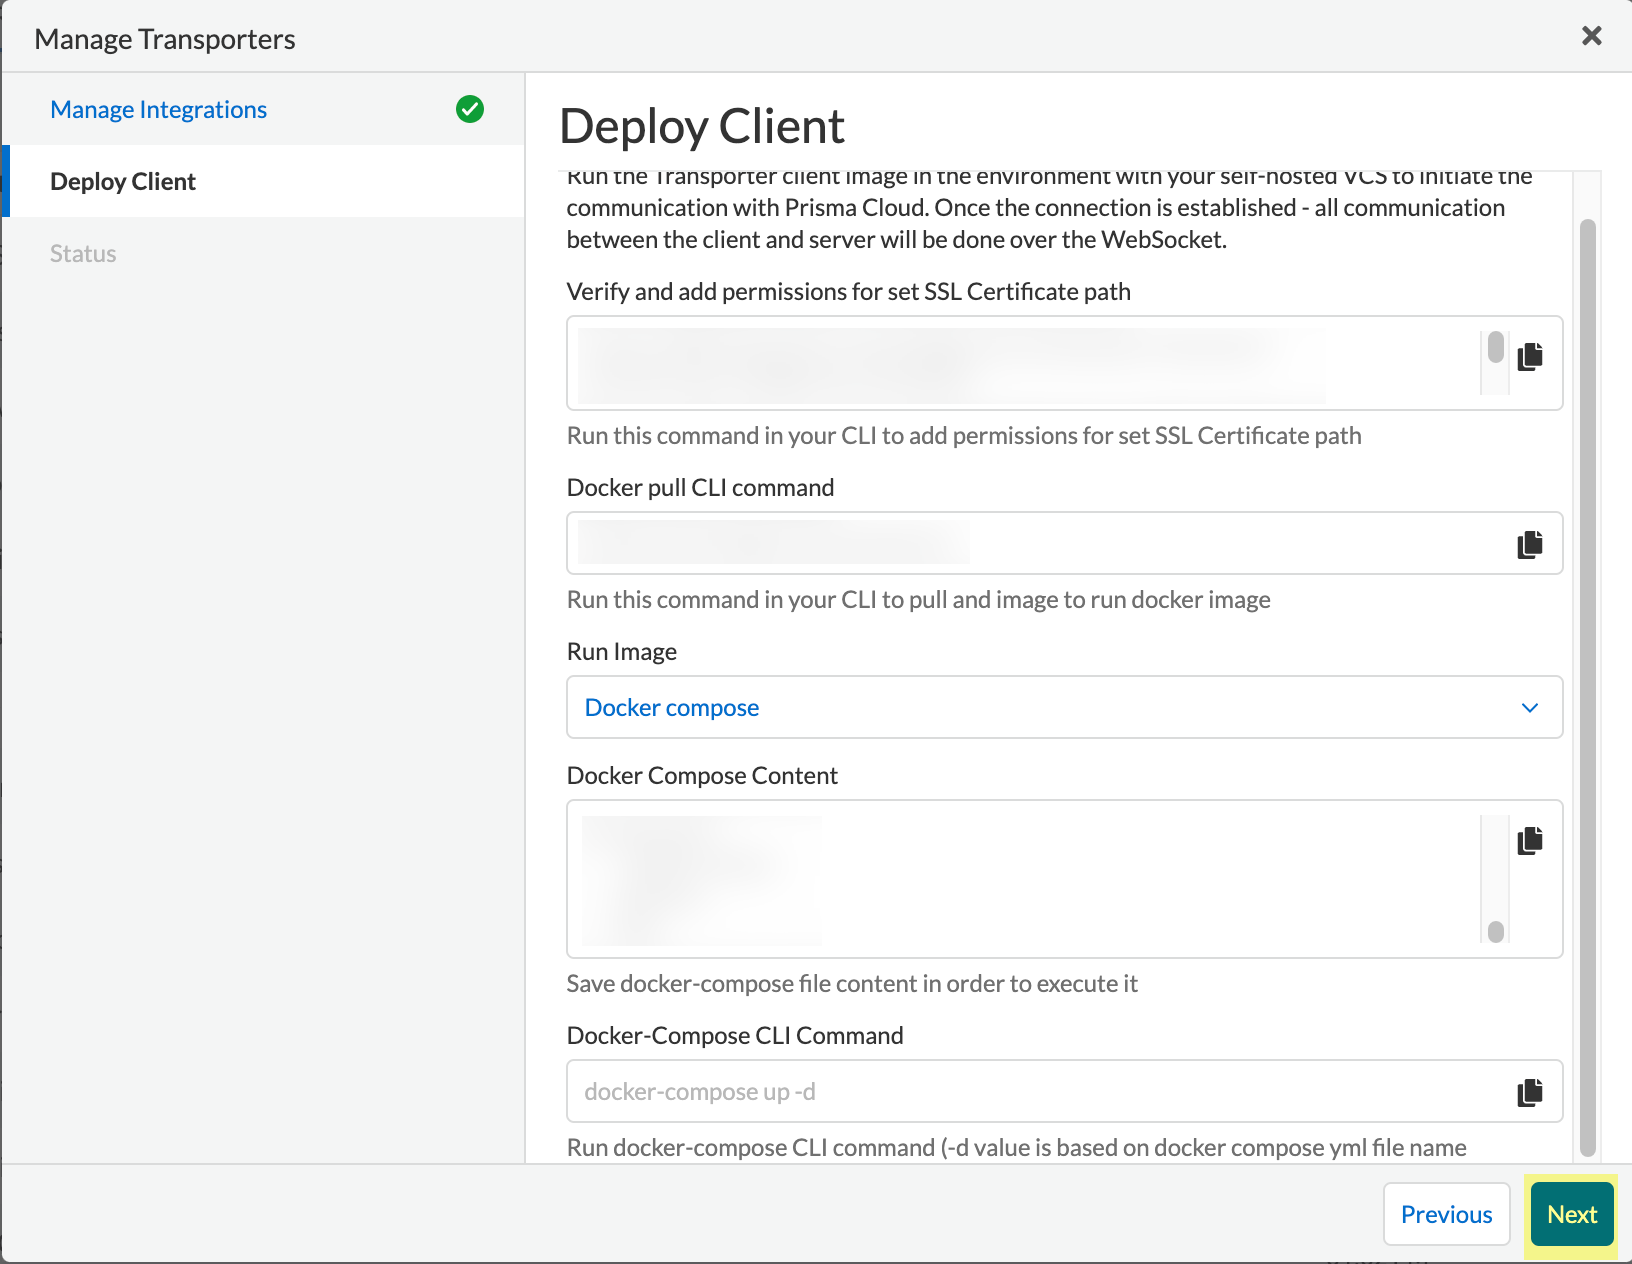 Manage Transporters
Manage Integrations
Deploy Client
Status
Deploy Client
Run the Transporter client image in the environment with your self-hosted VCS to initiate the
communication with Prisma Cloud. Once the connection is established - all communication
between the client and server will be done over the WebSocket.
Verify and add permissions for set SSL Certificate path
Run this command in your CLI to add permissions for set SSL Certificate path
Docker pull CLI command
Run this command in your CLI to pull and image to run docker image
Run Image
Docker compose
Docker Compose Content
Save docker-compose file content in order to execute it
Docker-Compose CLI Command
docker-compose up -d
Run docker-compose CLI command (-d value is based on docker compose yml file name
Previous
Next